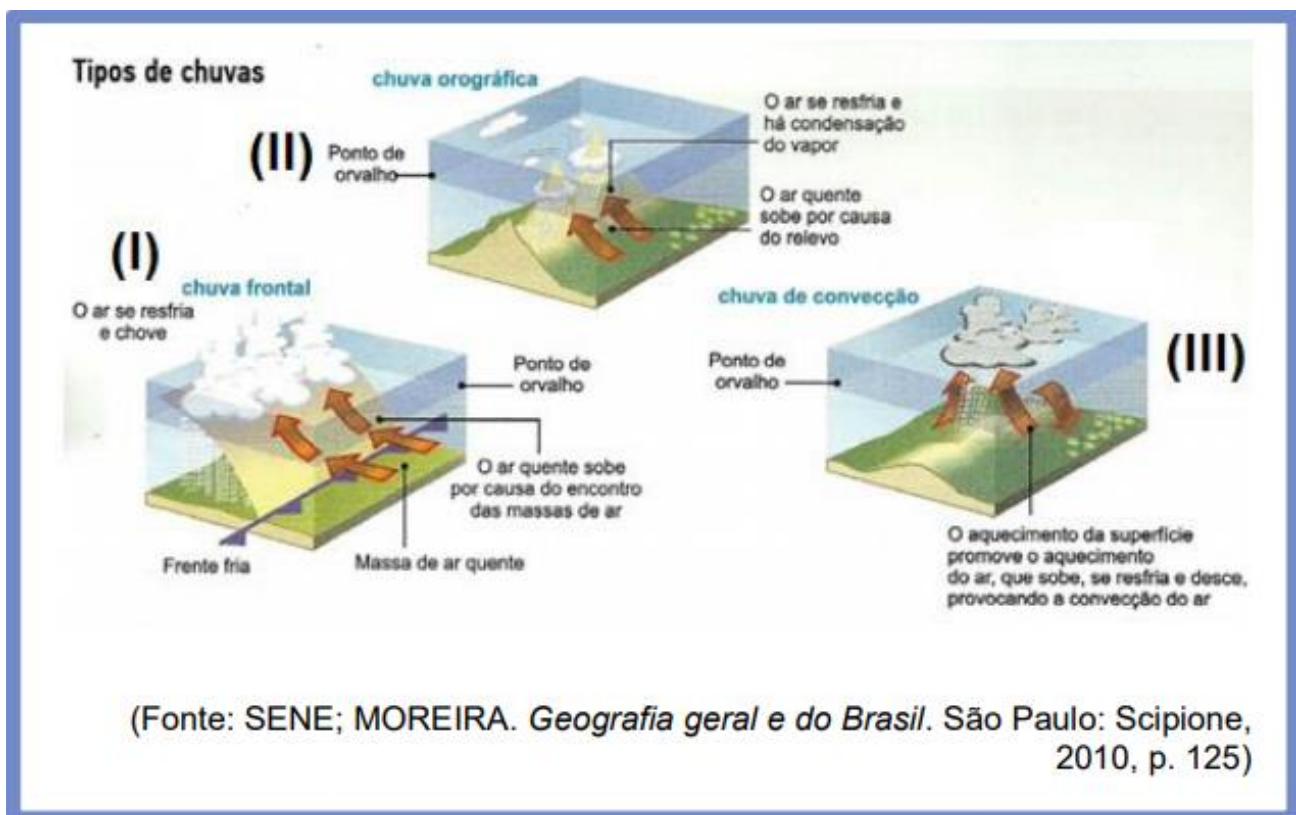 Tipos de chuvas
chuva orográfica
(II)
Ponto de
orvalho
O ar se resfria e
há condensação
do vapor
O ar quente
sobe por causa
do relevo
(I)
chuva frontal
O ar se resfria
e chove
Ponto de
orvalho
O ar quente sobe
por causa do encontro
das massas de ar
Frente fria
Massa de ar quente
chuva de convecção
(III)
Ponto de
orvalho
O aquecimento da superfície
promove o aquecimento
do ar, que sobe, se resfria e desce,
provocando a convecção do ar
(Fonte: SENE; MOREIRA. Geografia geral e do Brasil. São Paulo: Scipione,
2010, p. 125)